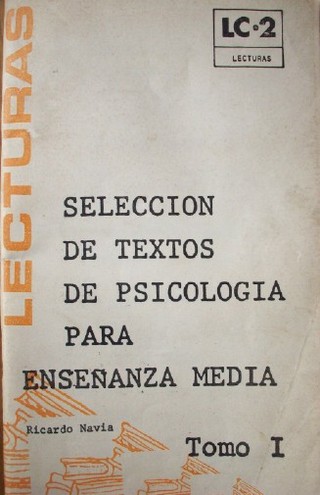 LC·2
LECTURAS
LECTURAS
SELECCION
DE TEXTOS
DE PSICOLOGIA
PARA
ENSEÑANZA MEDIA
Ricardo Navia
Tomo I